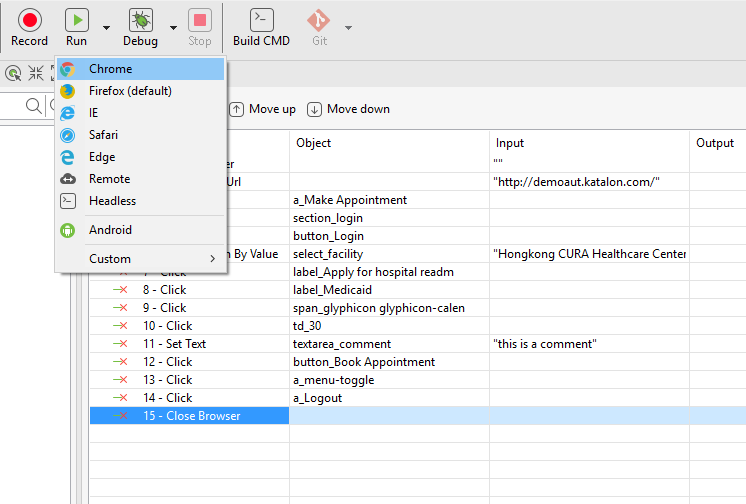 Record Run Debug Stop Build CMD Git
Chrome
Firefox (default)
IE
Safari
Edge
Remote
Headless
Android
Custom
Move up Move down
Object Input Output
er ""
Url "http://demoaut.katalon.com/"
a_Make Appointment
section_login
button_Login
By Value select_facility "Hongkong CURA Healthcare Center
- Click label_Apply for hospital readm
8 - Click label_Medicaid
9 - Click span_glyphicon glyphicon-calen
10 - Click td_30
11 - Set Text textarea_comment "this is a comment"
12 - Click button_Book Appointment
13 - Click a_menu-toggle
14 - Click a_Logout
15 - Close Browser